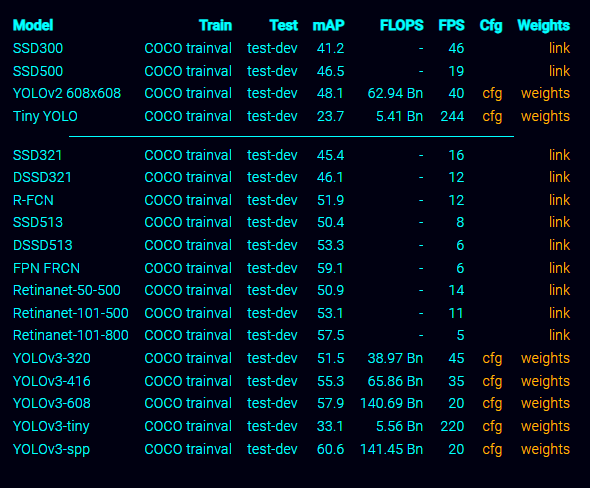 Model Train Test mAP FLOPS FPS Cfg Weights
SSD300 COCO trainval test-dev 41.2 - 46 link
SSD500 COCO trainval test-dev 46.5 - 19 link
YOLOv2 608x608 COCO trainval test-dev 48.1 62.94 Bn 40 cfg weights
Tiny YOLO COCO trainval test-dev 23.7 5.41 Bn 244 cfg weights
SSD321 COCO trainval test-dev 45.4 - 16 link
DSSD321 COCO trainval test-dev 46.1 - 12 link
R-FCN COCO trainval test-dev 51.9 - 12 link
SSD513 COCO trainval test-dev 50.4 - 8 link
DSSD513 COCO trainval test-dev 53.3 - 6 link
FPN FRCN COCO trainval test-dev 59.1 - 6 link
Retinanet-50-500 COCO trainval test-dev 50.9 - 14 link
Retinanet-101-500 COCO trainval test-dev 53.1 - 11 link
Retinanet-101-800 COCO trainval test-dev 57.5 - 5 link
YOLOv3-320 COCO trainval test-dev 51.5 38.97 Bn 45 cfg weights
YOLOv3-416 COCO trainval test-dev 55.3 65.86 Bn 35 cfg weights
YOLOv3-608 COCO trainval test-dev 57.9 140.69 Bn 20 cfg weights
YOLOv3-tiny COCO trainval test-dev 33.1 5.56 Bn 220 cfg weights
YOLOv3-spp COCO trainval test-dev 60.6 141.45 Bn 20 cfg weights